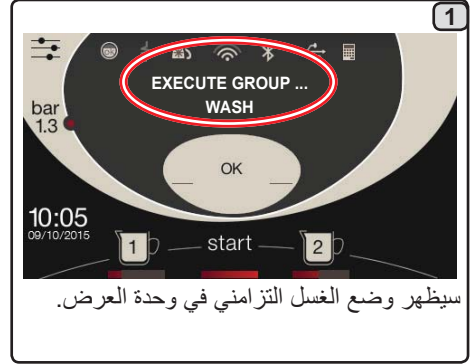 1
EXECUTE GROUP ...
WASH
bar
1.3
OK
10:05
09/10/2015
1
start
2
سيظهر وضع الغسل التزامني في وحدة العرض.